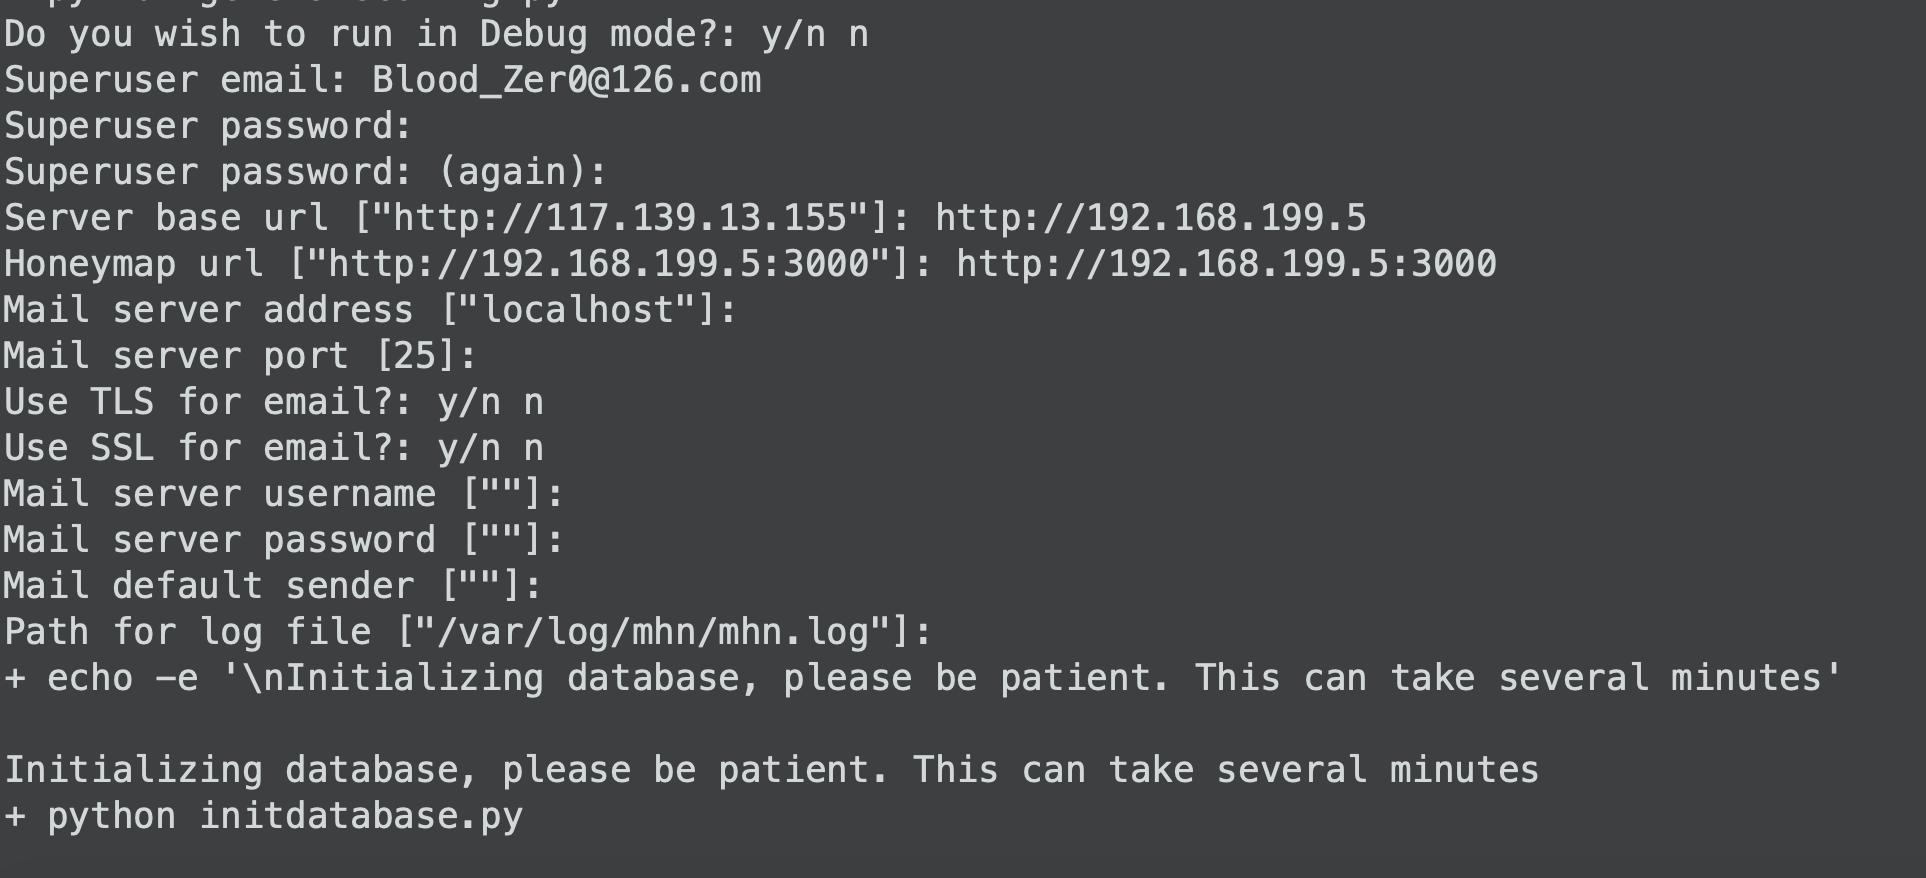 Do you wish to run in Debug mode?: y/n n
Superuser email: Blood_Zer0@126.com
Superuser password:
Superuser password: (again):
Server base url ["http://117.139.13.155"]: http://192.168.199.5
Honeymap url ["http://192.168.199.5:3000"]: http://192.168.199.5:3000
Mail server address ["localhost"]:
Mail server port [25]:
Use TLS for email?: y/n n
Use SSL for email?: y/n n
Mail server username [""]:
Mail server password [""]:
Mail default sender [""]:
Path for log file ["/var/log/mhn/mhn.log"]:
+ echo -e '\nInitializing database, please be patient. This can take several minutes'
Initializing database, please be patient. This can take several minutes
+ python initdatabase.py